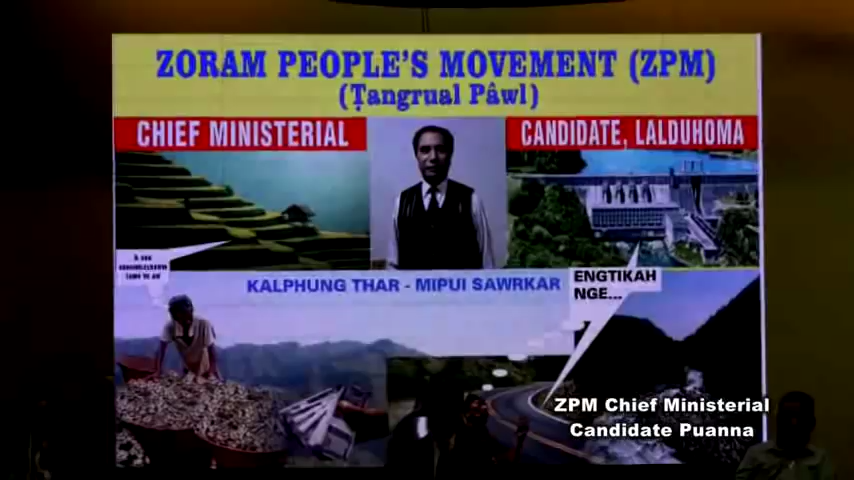 ZORAM PEOPLE'S MOVEMENT (ZPM)
(Ṭangrual Pâwl)
CHIEF MINISTERIAL
CANDIDATE, LALDUHOMA
KALPHUNG THAR - MIPUI SAWRKAR
ENGTIKAH
NGE...
ZPM Chief Ministerial
Candidate Puanna